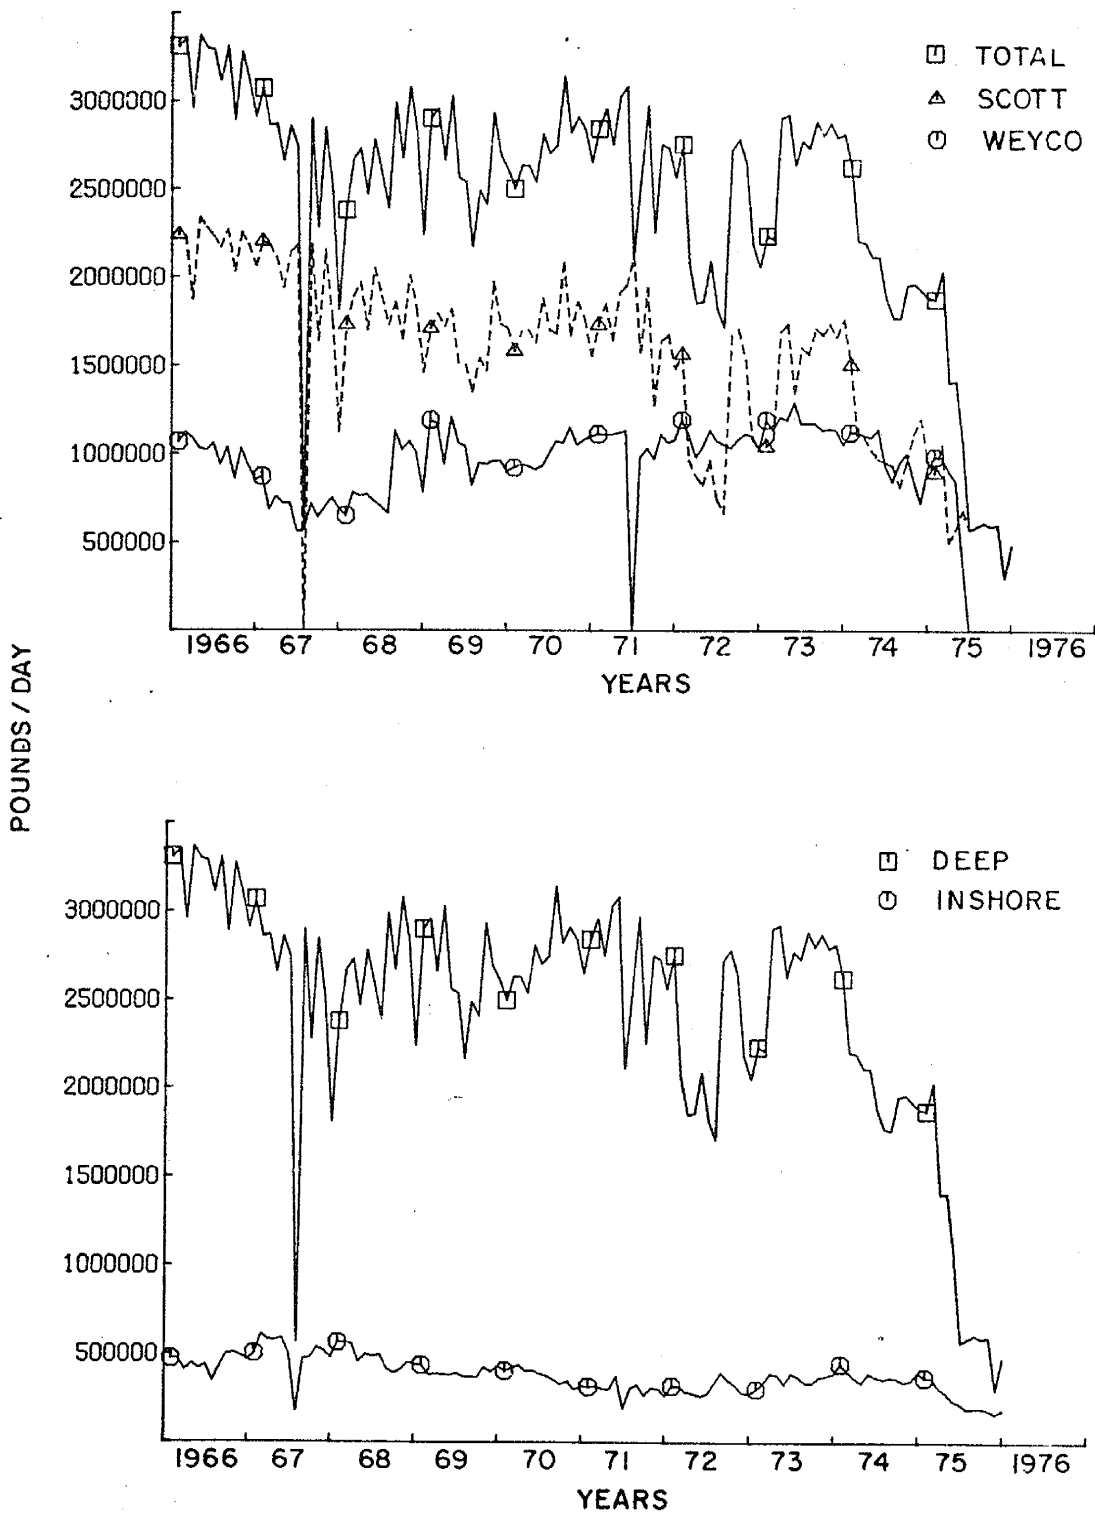 POUNDS / DAY
TOTAL
SCOTT
WEYCO
3000000
2500000
2000000
1500000
1000000
500000
1966 67 68 69 70 71 72 73 74 75 1976
YEARS
DEEP
INSHORE
3000000
2500000
2000000
1500000
1000000
500000
1966 67 68 69 70 71 72 73 74 75 1976
YEARS